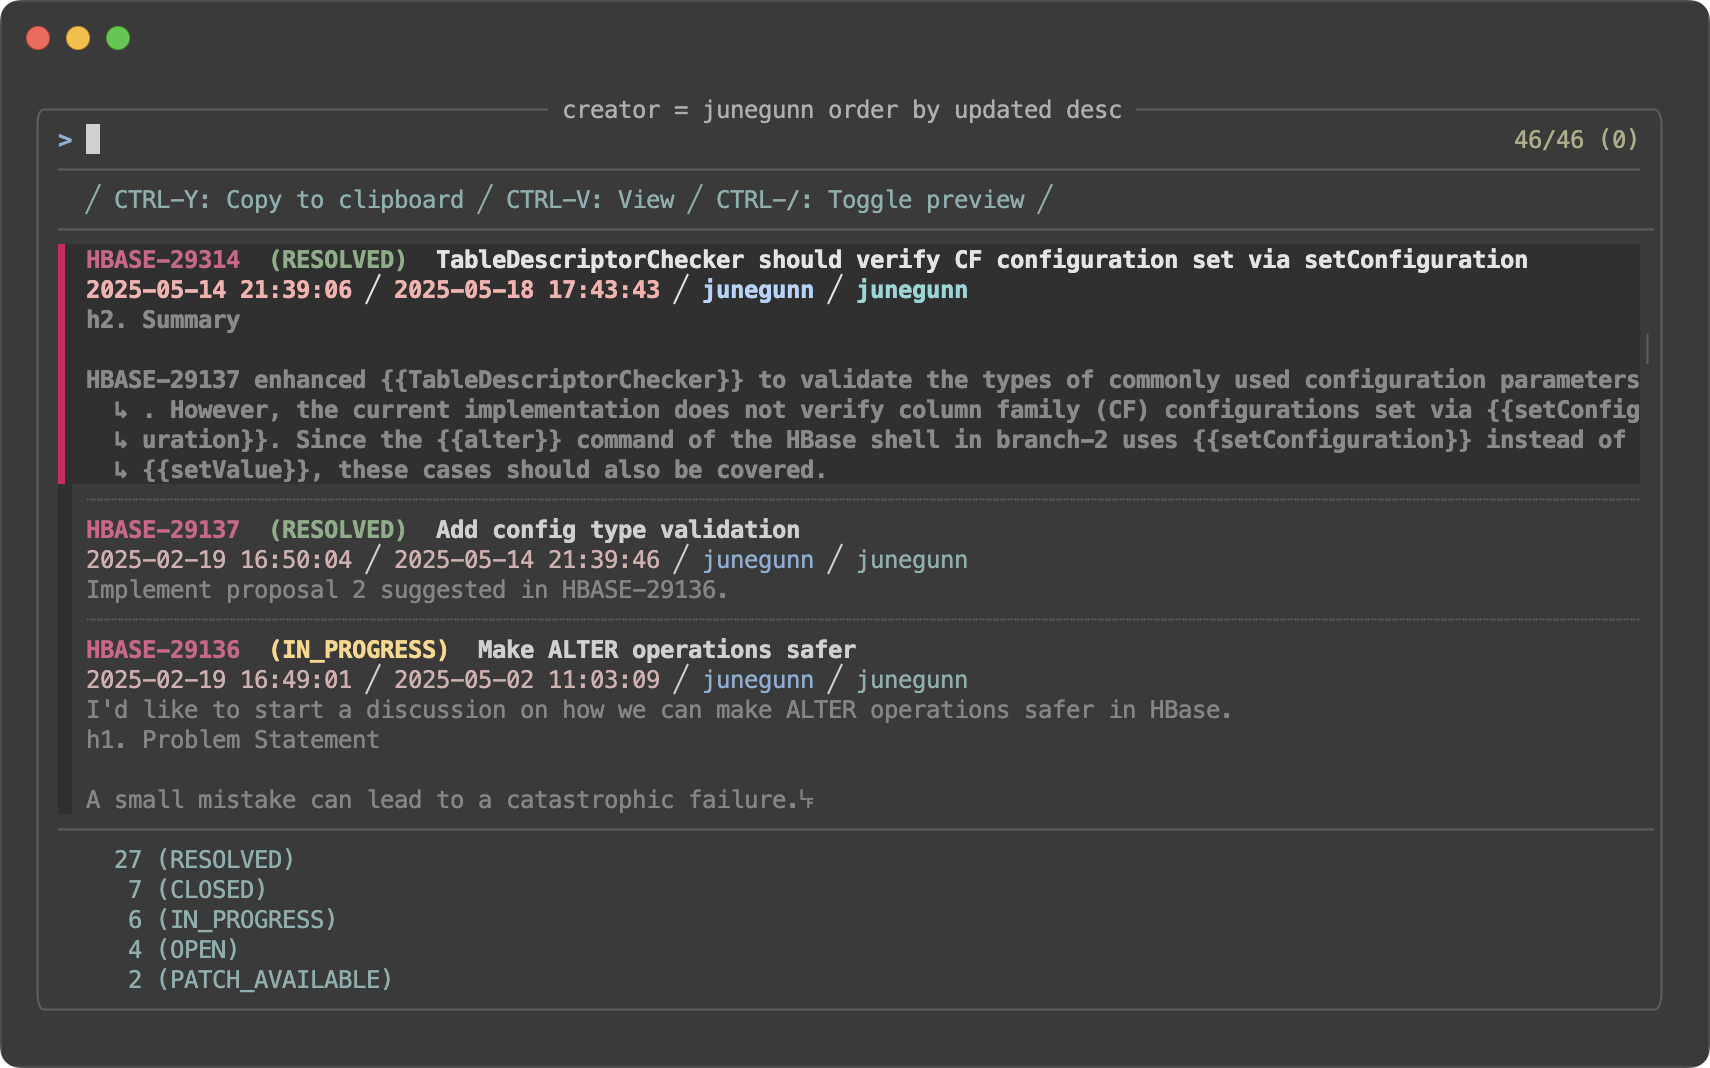 creator = junegunn order by updated desc
> 46/46 (0)
╱ CTRL-Y: Copy to clipboard ╱ CTRL-V: View ╱ CTRL-/: Toggle preview ╱
HBASE-29314 (RESOLVED) TableDescriptorChecker should verify CF configuration set via setConfiguration
2025-05-14 21:39:06 ╱ 2025-05-18 17:43:43 ╱ junegunn ╱ junegunn
h2. Summary
HBASE-29137 enhanced {{TableDescriptorChecker}} to validate the types of commonly used configuration parameters
↳ . However, the current implementation does not verify column family (CF) configurations set via {{setConfig
↳ uration}}. Since the {{alter}} command of the HBase shell in branch-2 uses {{setConfiguration}} instead of
↳ {{setValue}}, these cases should also be covered.
HBASE-29137 (RESOLVED) Add config type validation
2025-02-19 16:50:04 ╱ 2025-05-14 21:39:46 ╱ junegunn ╱ junegunn
Implement proposal 2 suggested in HBASE-29136.
HBASE-29136 (IN_PROGRESS) Make ALTER operations safer
2025-02-19 16:49:01 ╱ 2025-05-02 11:03:09 ╱ junegunn ╱ junegunn
I'd like to start a discussion on how we can make ALTER operations safer in HBase.
h1. Problem Statement
A small mistake can lead to a catastrophic failure.␊
27 (RESOLVED)
7 (CLOSED)
6 (IN_PROGRESS)
4 (OPEN)
2 (PATCH_AVAILABLE)